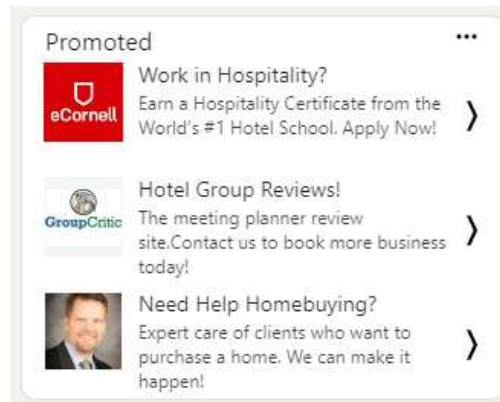 Promoted
Work in Hospitality?
eCornell
Earn a Hospitality Certificate from the
World's #1 Hotel School. Apply Now!
Hotel Group Reviews!
GroupCritic
The meeting planner review
site.Contact us to book more business
today!
Need Help Homebuying?
Expert care of clients who want to
purchase a home. We can make it
happen!